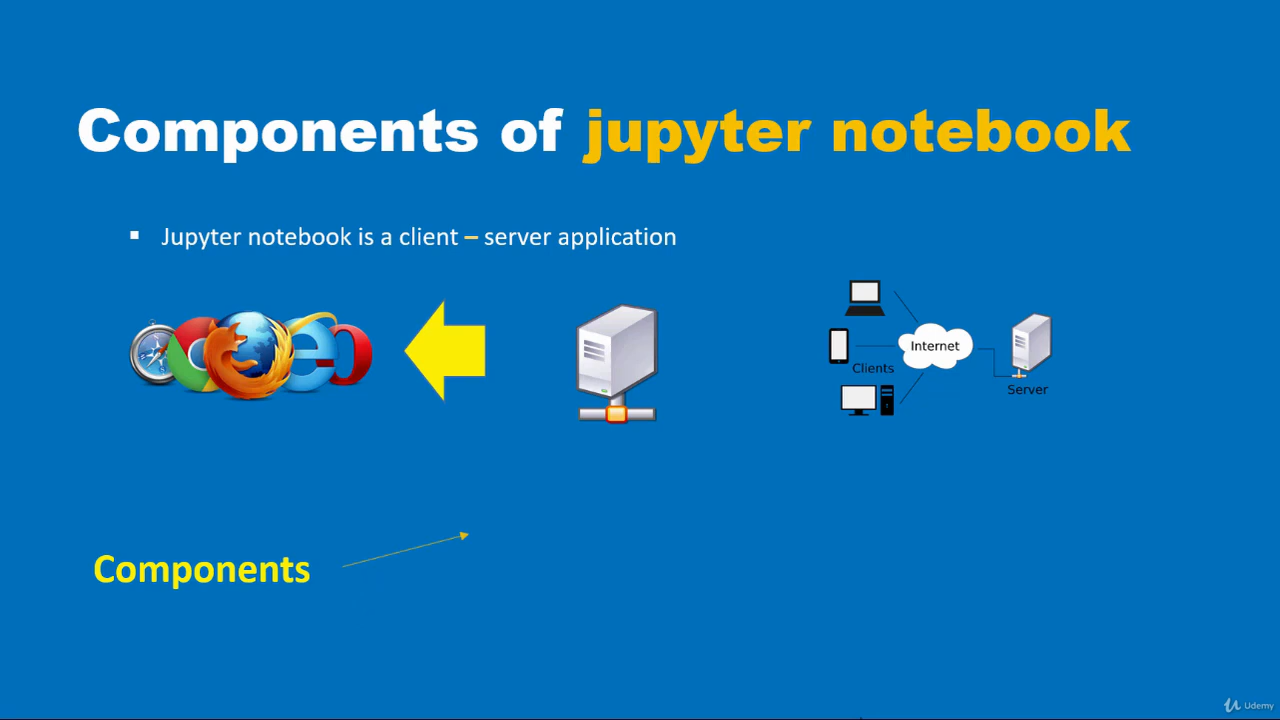 Components of jupyter notebook
▪ Jupyter notebook is a client – server application
Internet
Clients
Server
Components
Udemy